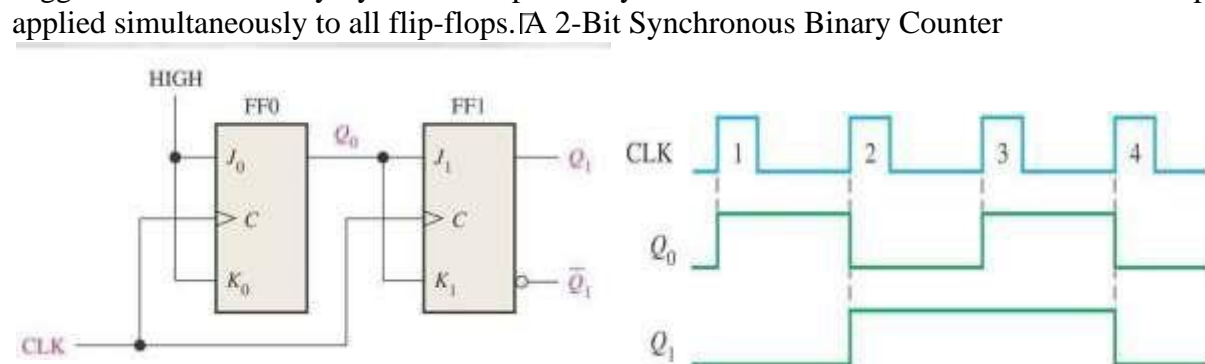 applied simultaneously to all flip-flops. A 2-Bit Synchronous Binary Counter
HIGH
FF0
FF1
Q0
J0
J1
Q1
CLK
1
2
3
4
C
C
Q0
K0
K1
Q̅1
CLK
Q1